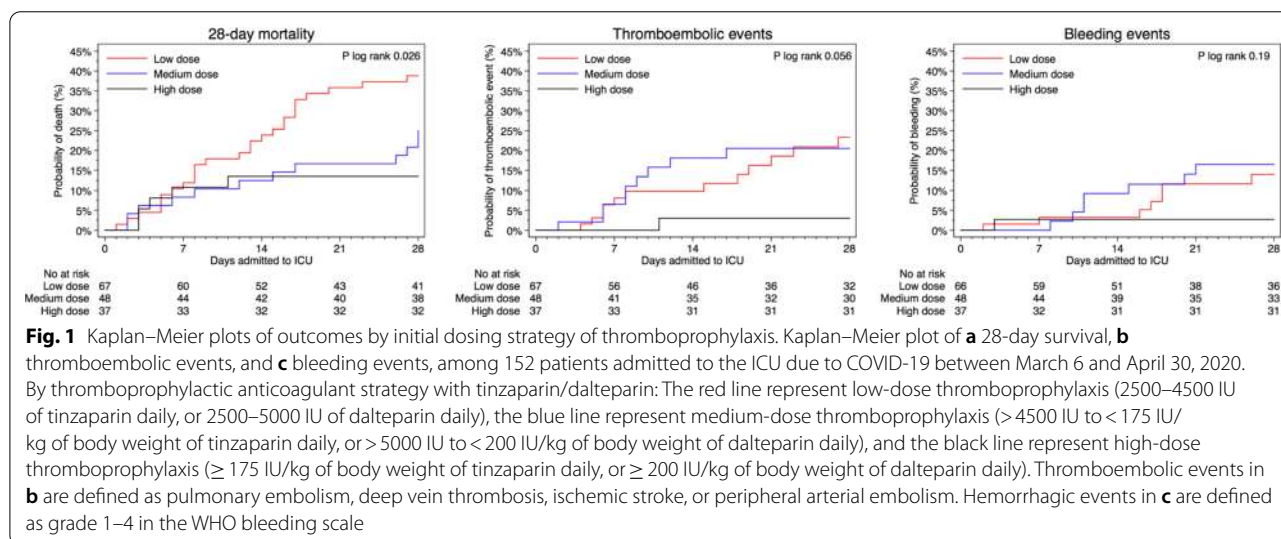 28-day mortality
P log rank 0.026
Low dose
Medium dose
High dose
Probability of death (%)
45%
40%
35%
30%
25%
20%
15%
10%
5%
0%
0 7 14 21 28
Days admitted to ICU
No at risk
Low dose 67 60 52 43 41
Medium dose 48 44 42 40 38
High dose 37 33 32 32 32
Thromboembolic events
P log rank 0.056
Low dose
Medium dose
High dose
Probability of thromboembolic event (%)
45%
40%
35%
30%
25%
20%
15%
10%
5%
0%
0 7 14 21 28
Days admitted to ICU
No at risk
Low dose 67 56 46 36 32
Medium dose 48 41 35 32 30
High dose 37 33 31 31 31
Bleeding events
P log rank 0.19
Low dose
Medium dose
High dose
Probability of bleeding (%)
45%
40%
35%
30%
25%
20%
15%
10%
5%
0%
0 7 14 21 28
Days admitted to ICU
No at risk
Low dose 66 59 51 38 36
Medium dose 48 44 39 35 33
High dose 37 32 31 31 31
Fig. 1 Kaplan–Meier plots of outcomes by initial dosing strategy of thromboprophylaxis. Kaplan–Meier plot of a 28-day survival, b
thromboembolic events, and c bleeding events, among 152 patients admitted to the ICU due to COVID-19 between March 6 and April 30, 2020.
By thromboprophylactic anticoagulant strategy with tinzaparin/dalteparin: The red line represent low-dose thromboprophylaxis (2500–4500 IU
of tinzaparin daily, or 2500–5000 IU of dalteparin daily), the blue line represent medium-dose thromboprophylaxis (> 4500 IU to < 175 IU/
kg of body weight of tinzaparin daily, or > 5000 IU to < 200 IU/kg of body weight of dalteparin daily), and the black line represent high-dose
thromboprophylaxis (≥ 175 IU/kg of body weight of tinzaparin daily, or ≥ 200 IU/kg of body weight of dalteparin daily). Thromboembolic events in
b are defined as pulmonary embolism, deep vein thrombosis, ischemic stroke, or peripheral arterial embolism. Hemorrhagic events in c are defined
as grade 1–4 in the WHO bleeding scale